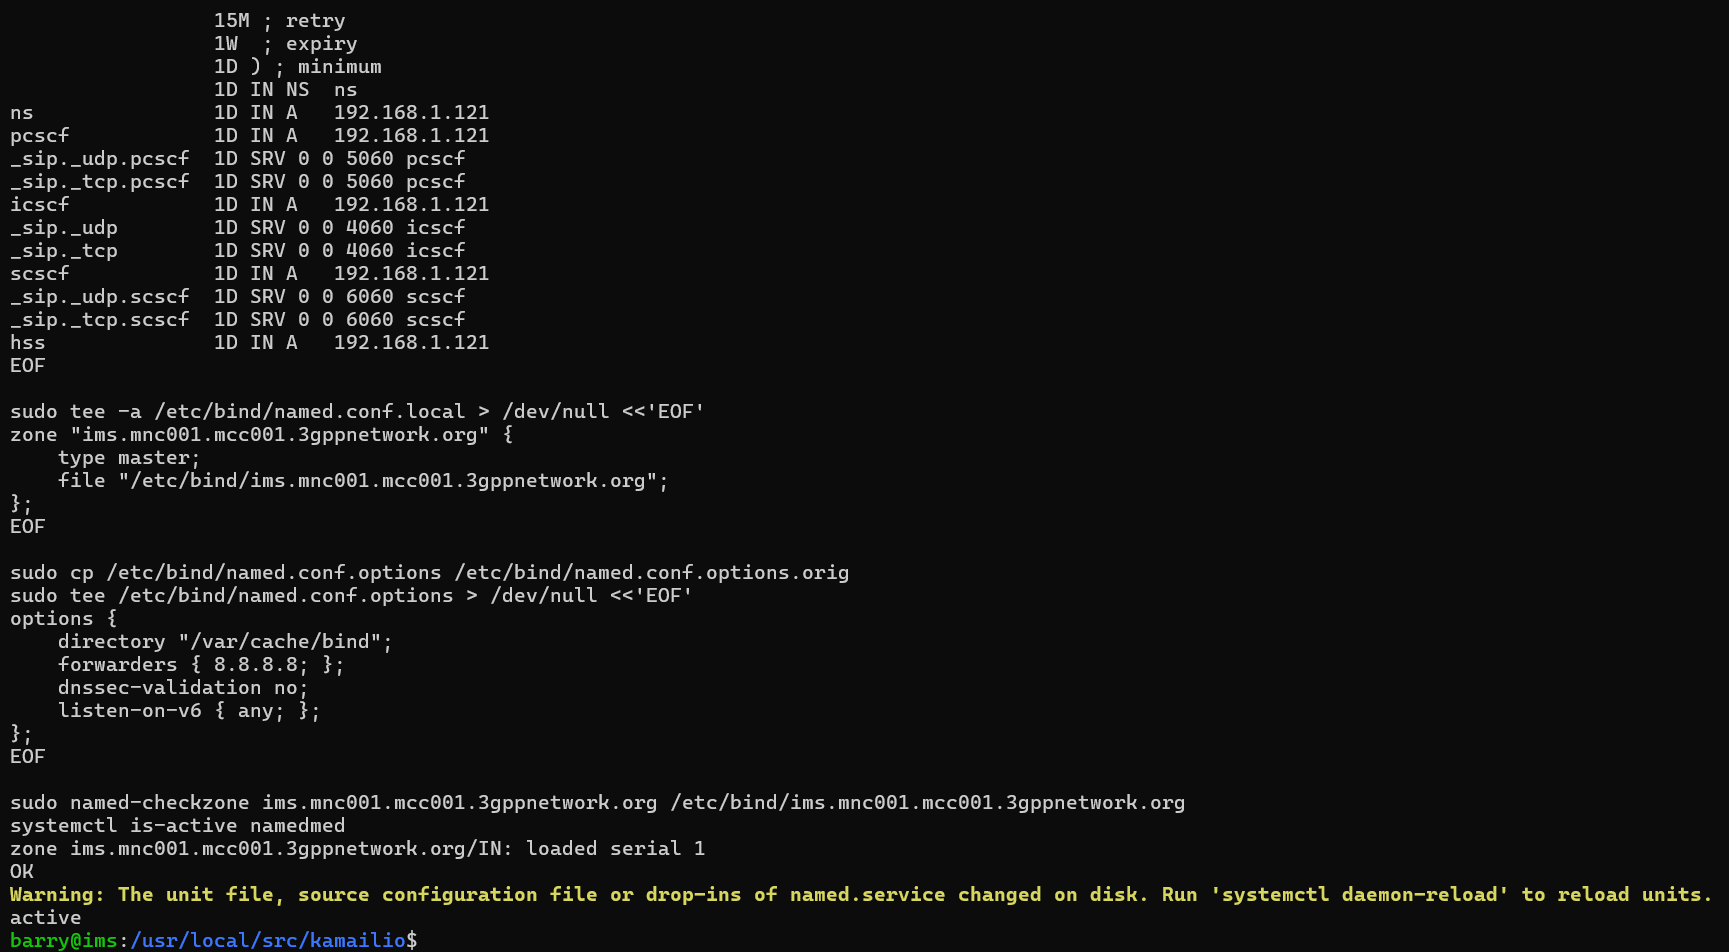 15M ; retry
1W  ; expiry
1D ) ; minimum
1D IN NS  ns
ns               1D IN A   192.168.1.121
pcscf            1D IN A   192.168.1.121
_sip._udp.pcscf  1D SRV 0 0 5060 pcscf
_sip._tcp.pcscf  1D SRV 0 0 5060 pcscf
icscf            1D IN A   192.168.1.121
_sip._udp        1D SRV 0 0 4060 icscf
_sip._tcp        1D SRV 0 0 4060 icscf
scscf            1D IN A   192.168.1.121
_sip._udp.scscf  1D SRV 0 0 6060 scscf
_sip._tcp.scscf  1D SRV 0 0 6060 scscf
hss              1D IN A   192.168.1.121
EOF
sudo tee -a /etc/bind/named.conf.local > /dev/null <<'EOF'
zone "ims.mnc001.mcc001.3gppnetwork.org" {
    type master;
    file "/etc/bind/ims.mnc001.mcc001.3gppnetwork.org";
};
EOF
sudo cp /etc/bind/named.conf.options /etc/bind/named.conf.options.orig
sudo tee /etc/bind/named.conf.options > /dev/null <<'EOF'
options {
    directory "/var/cache/bind";
    forwarders { 8.8.8.8; };
    dnssec-validation no;
    listen-on-v6 { any; };
};
EOF
sudo named-checkzone ims.mnc001.mcc001.3gppnetwork.org /etc/bind/ims.mnc001.mcc001.3gppnetwork.org
systemctl is-active namedmed
zone ims.mnc001.mcc001.3gppnetwork.org/IN: loaded serial 1
OK
Warning: The unit file, source configuration file or drop-ins of named.service changed on disk. Run 'systemctl daemon-reload' to reload units.
active
barry@ims:/usr/local/src/kamailio$